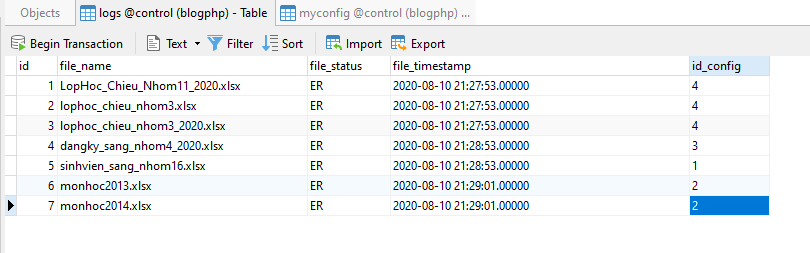 Objects logs @control (blogphp) - Table myconfig @control (blogphp) ...
Begin Transaction Text Filter Sort Import Export
id file_name file_status file_timestamp id_config
1 LopHoc_Chieu_Nhom11_2020.xlsx ER 2020-08-10 21:27:53.00000 4
2 lophoc_chieu_nhom3.xlsx ER 2020-08-10 21:27:53.00000 4
3 lophoc_chieu_nhom3_2020.xlsx ER 2020-08-10 21:27:53.00000 4
4 dangky_sang_nhom4_2020.xlsx ER 2020-08-10 21:28:53.00000 3
5 sinhvien_sang_nhom16.xlsx ER 2020-08-10 21:28:53.00000 1
6 monhoc2013.xlsx ER 2020-08-10 21:29:01.00000 2
7 monhoc2014.xlsx ER 2020-08-10 21:29:01.00000 2